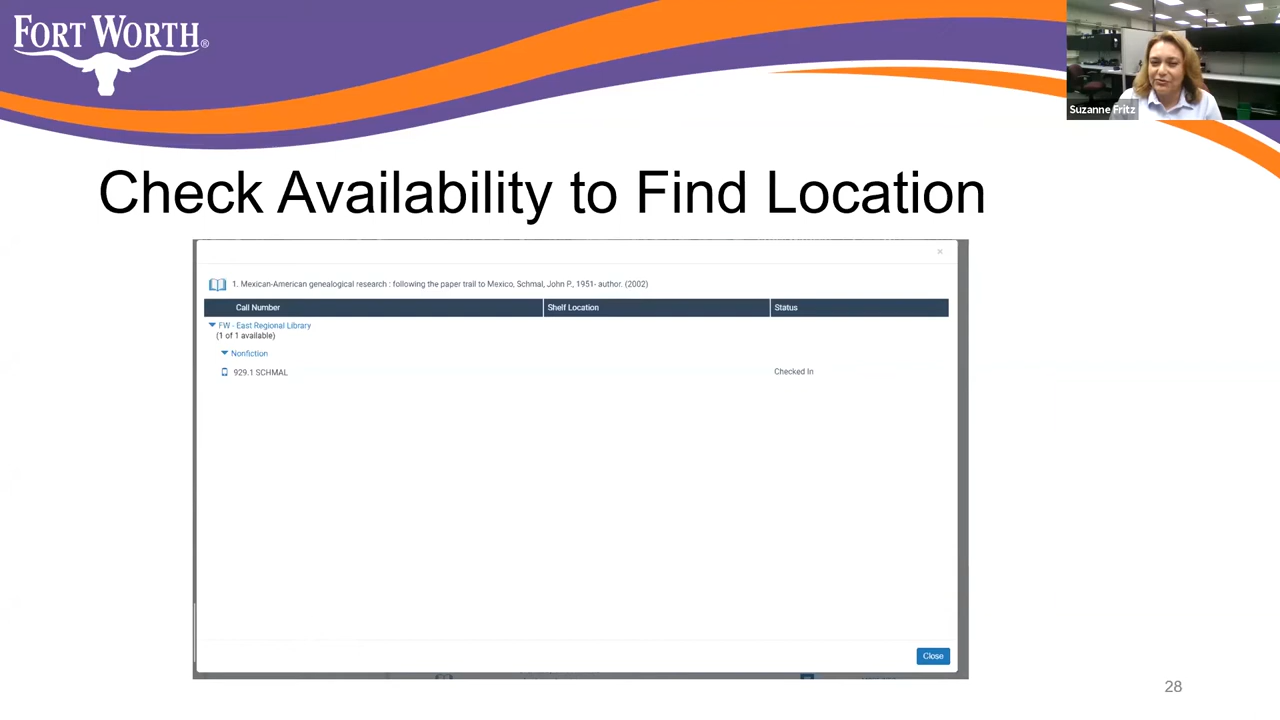 FORT WORTH®
Suzanne Fritz
Check Availability to Find Location
×
1. Mexican-American genealogical research : following the paper trail to Mexico, Schmal, John P., 1951- author. (2002)
Call Number Shelf Location Status
FW - East Regional Library
(1 of 1 available)
Nonfiction
929.1 SCHMAL Checked In
Close
28